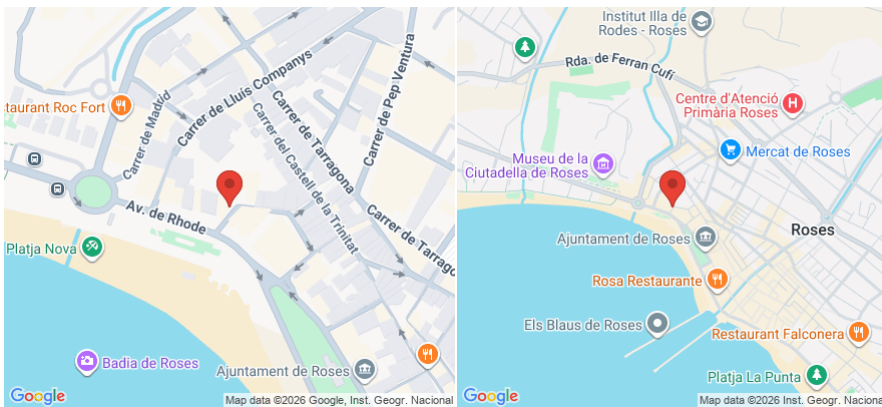 Carrer de Lluís Companys
Carrer de Pep Ventura
staurant Roc Fort
Carrer de Madrid
Carrer de Tarragona
Carrer del Castell de la Trinitat
Av. de Rhode
Carrer de Tarrago
Platja Nova
Badia de Roses
Ajuntament de Roses
Google
Map data ©2026 Google, Inst. Geogr. Nacional
Institut Illa de
Rodes - Roses
Rda. de Ferran Cufí
Centre d'Atenció
Primària Roses
H
Mercat de Roses
Museu de la
Ciutadella de Roses
Roses
Ajuntament de Roses
Rosa Restaurante
Els Blaus de Roses
Restaurant Falconera
Platja La Punta
Google
Map data ©2026 Google, Inst. Geogr. Nacional